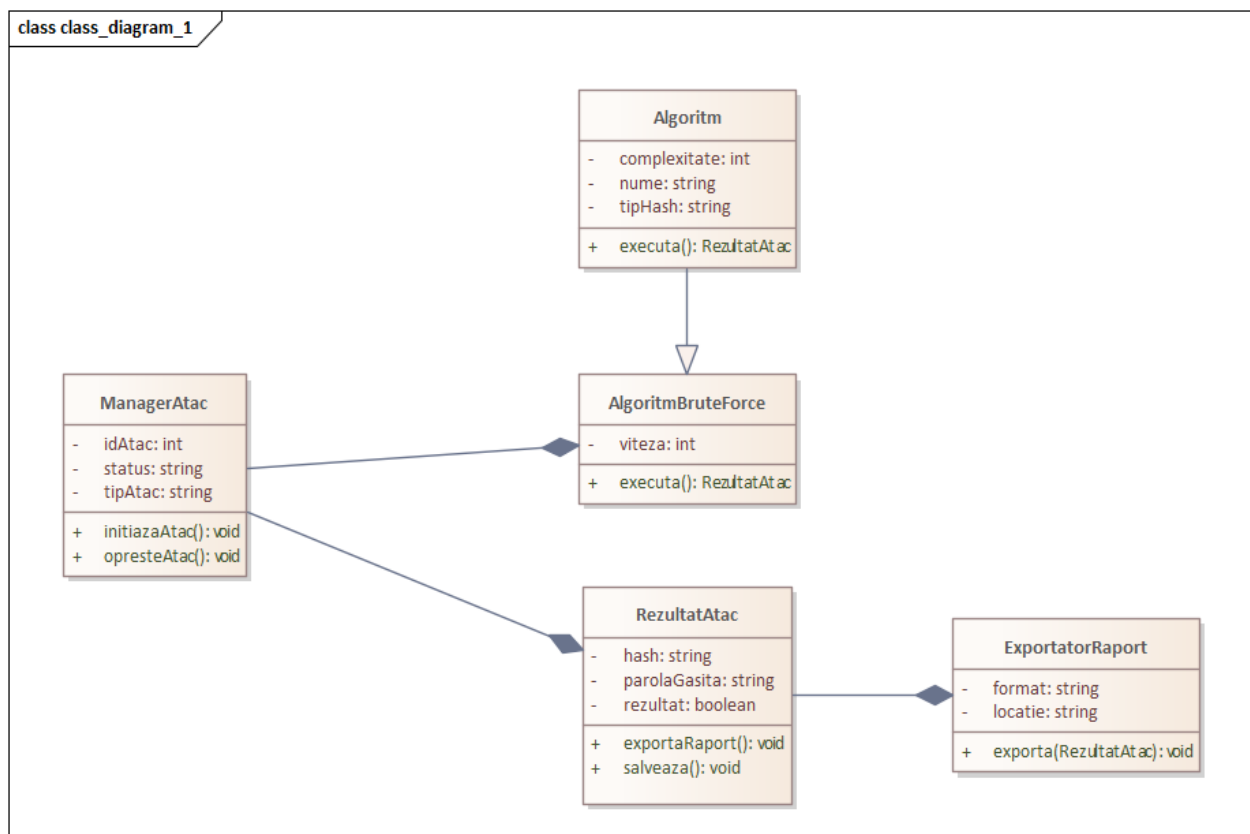 class class_diagram_1
Algoritm
- complexitate: int
- nume: string
- tipHash: string
+ executa(): RezultatAtac
ManagerAtac
- idAtac: int
- status: string
- tipAtac: string
+ initiazaAtac(): void
+ opresteAtac(): void
AlgoritmBruteForce
- viteza: int
+ executa(): RezultatAtac
RezultatAtac
- hash: string
- parolaGasita: string
- rezultat: boolean
+ exportaRaport(): void
+ salveaza(): void
ExportatorRaport
- format: string
- locatie: string
+ exporta(RezultatAtac): void